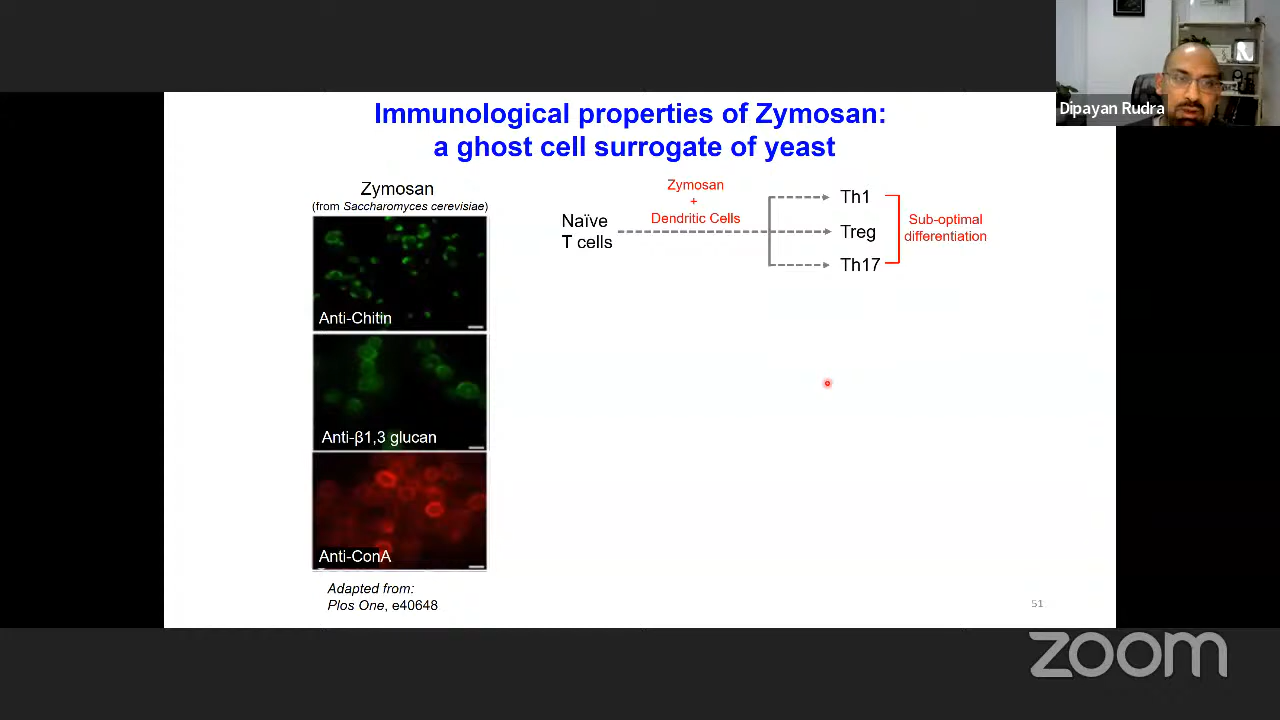 Immunological properties of Zymosan:
a ghost cell surrogate of yeast
Dipayan Rudra
Zymosan
(from Saccharomyces cerevisiae)
Anti-Chitin
Anti-β1,3 glucan
Anti-ConA
Adapted from:
Plos One, e40648
Naïve
T cells
Zymosan
+
Dendritic Cells
Th1
Treg
Th17
Sub-optimal
differentiation
51
zoom